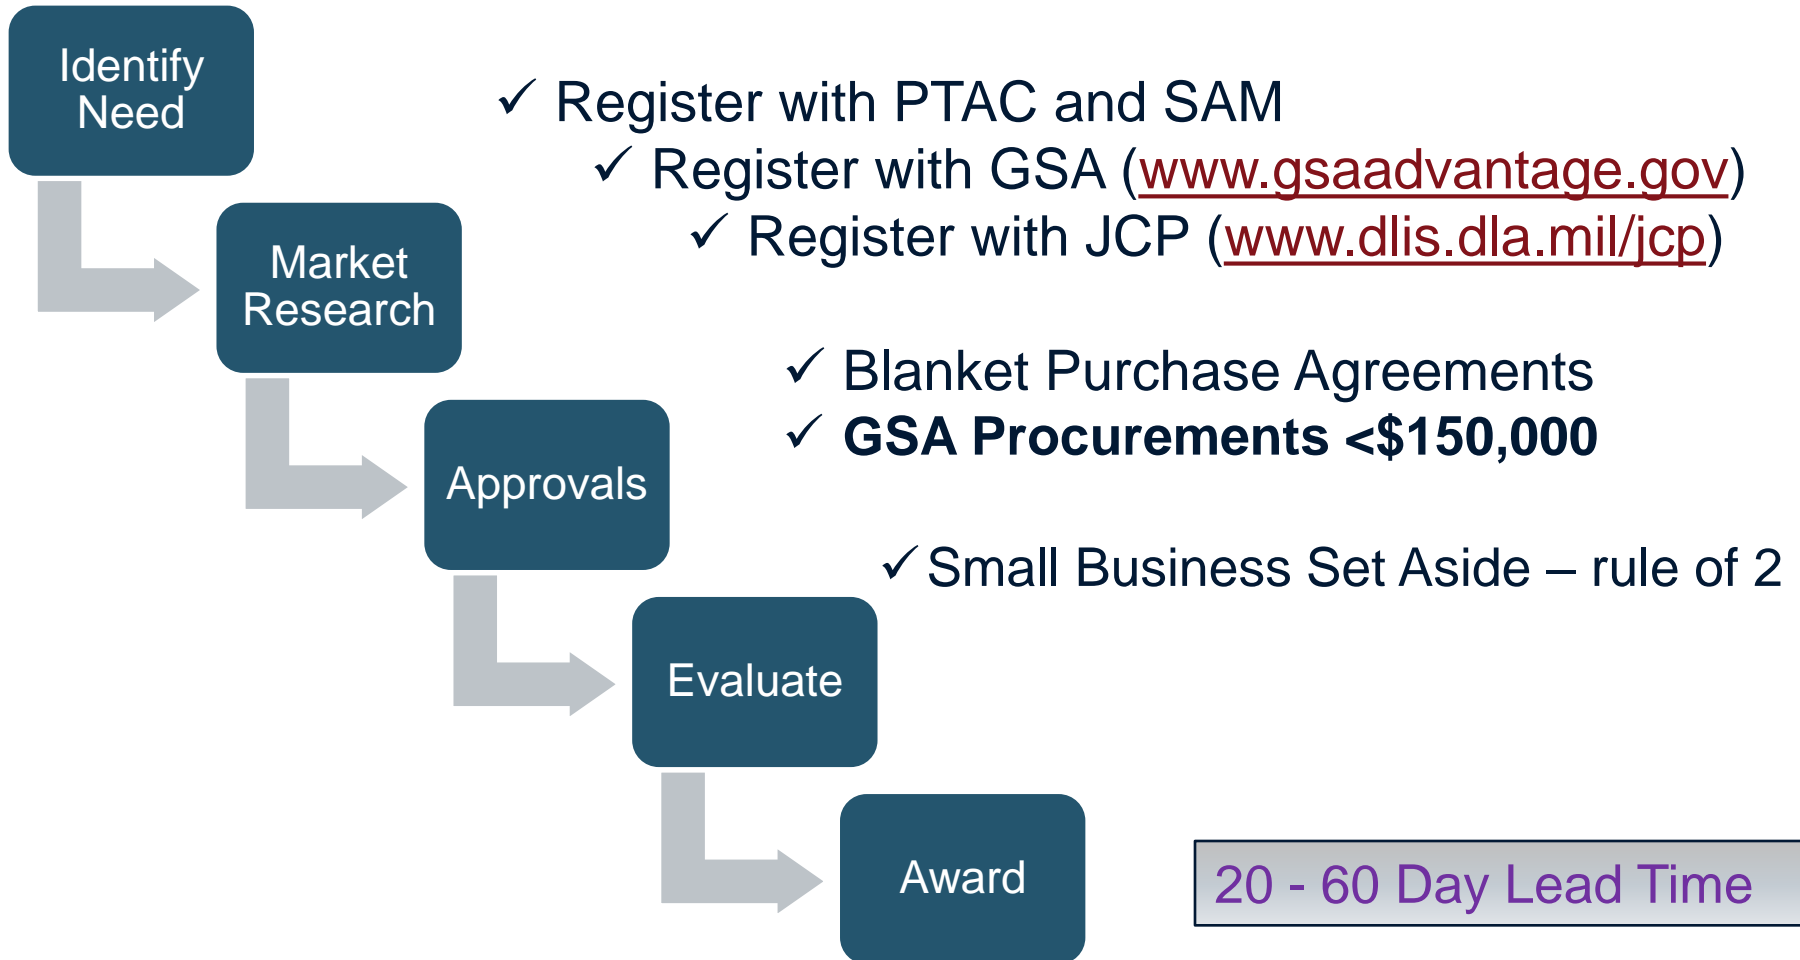 Identify
Need
✓ Register with PTAC and SAM
✓ Register with GSA (www.gsaadvantage.gov)
✓ Register with JCP (www.dlis.dla.mil/jcp)
Market
Research
✓ Blanket Purchase Agreements
✓ GSA Procurements <$150,000
Approvals
✓ Small Business Set Aside – rule of 2
Evaluate
Award
20 - 60 Day Lead Time